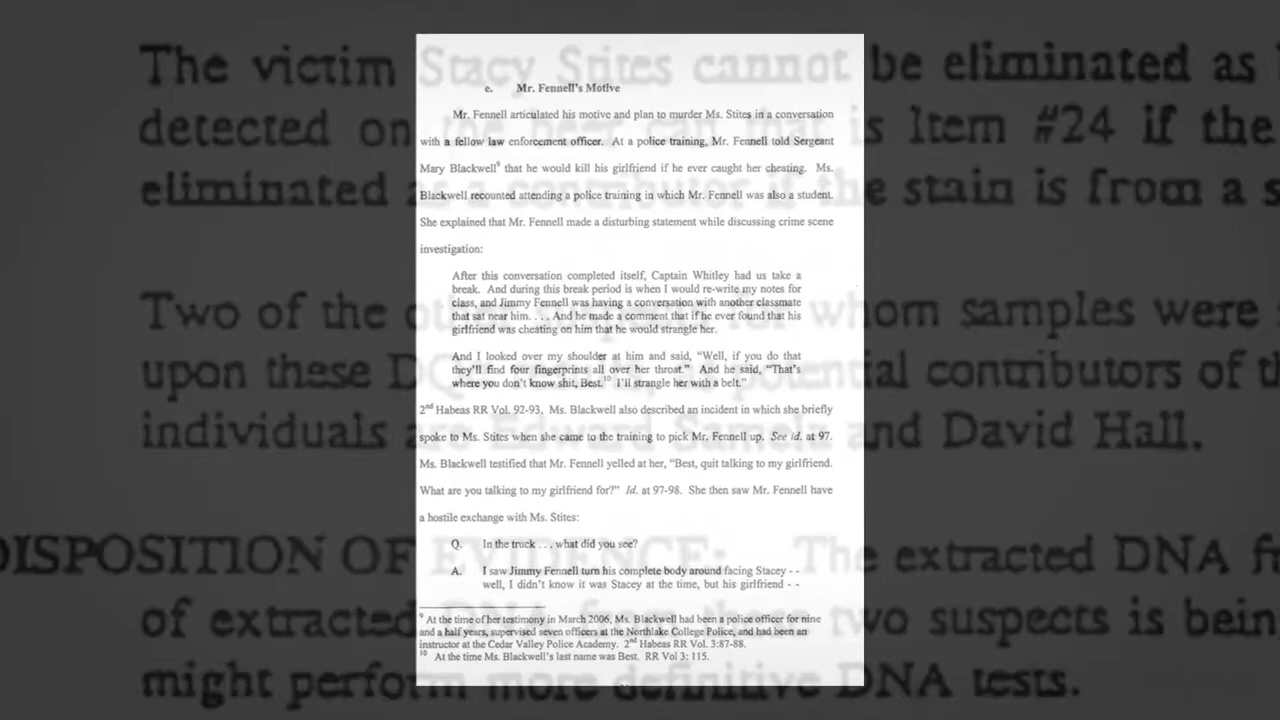 e. Mr. Fennell's Motive
Mr. Fennell articulated his motive and plan to murder Ms. Stites in a conversation
with a fellow law enforcement officer. At a police training, Mr. Fennell told Sergeant
Mary Blackwell9 that he would kill his girlfriend if he ever caught her cheating. Ms.
Blackwell recounted attending a police training in which Mr. Fennell was also a student.
She explained that Mr. Fennell made a disturbing statement while discussing crime scene
investigation:
After this conversation completed itself, Captain Whitley had us take a
break. And during this break period is when I would re-write my notes for
class, and Jimmy Fennell was having a conversation with another classmate
that sat near him. . . . And he made a comment that if he ever found that his
girlfriend was cheating on him that he would strangle her.
And I looked over my shoulder at him and said, "Well, if you do that
they'll find four fingerprints all over her throat." And he said, "That's
where you don't know shit, Best.10 I'll strangle her with a belt."
2nd Habeas RR Vol. 92-93. Ms. Blackwell also described an incident in which she briefly
spoke to Ms. Stites when she came to the training to pick Mr. Fennell up. See id. at 97.
Ms. Blackwell testified that Mr. Fennell yelled at her, "Best, quit talking to my girlfriend.
What are you talking to my girlfriend for?" Id. at 97-98. She then saw Mr. Fennell have
a hostile exchange with Ms. Stites:
Q. In the truck . . . what did you see?
A. I saw Jimmy Fennell turn his complete body around facing Stacey - -
well, I didn't know it was Stacey at the time, but his girlfriend - -
9 At the time of her testimony in March 2006, Ms. Blackwell had been a police officer for nine
and a half years, supervised seven officers at the Northlake College Police, and had been an
instructor at the Cedar Valley Police Academy. 2nd Habeas RR Vol. 3:87-88.
10 At the time Ms. Blackwell's last name was Best. RR Vol 3: 115.
The victim Stacy Stites cannot be eliminated as
detected on is Item #24 if the
eliminated as a contributor if the stain is from a
Two of the for whom samples were
upon these potential contributors of
individuals are Edward and David Hall.
DISPOSITION OF EVIDENCE: The extracted DNA
of extracted from these two suspects is
might perform more definitive DNA tests.